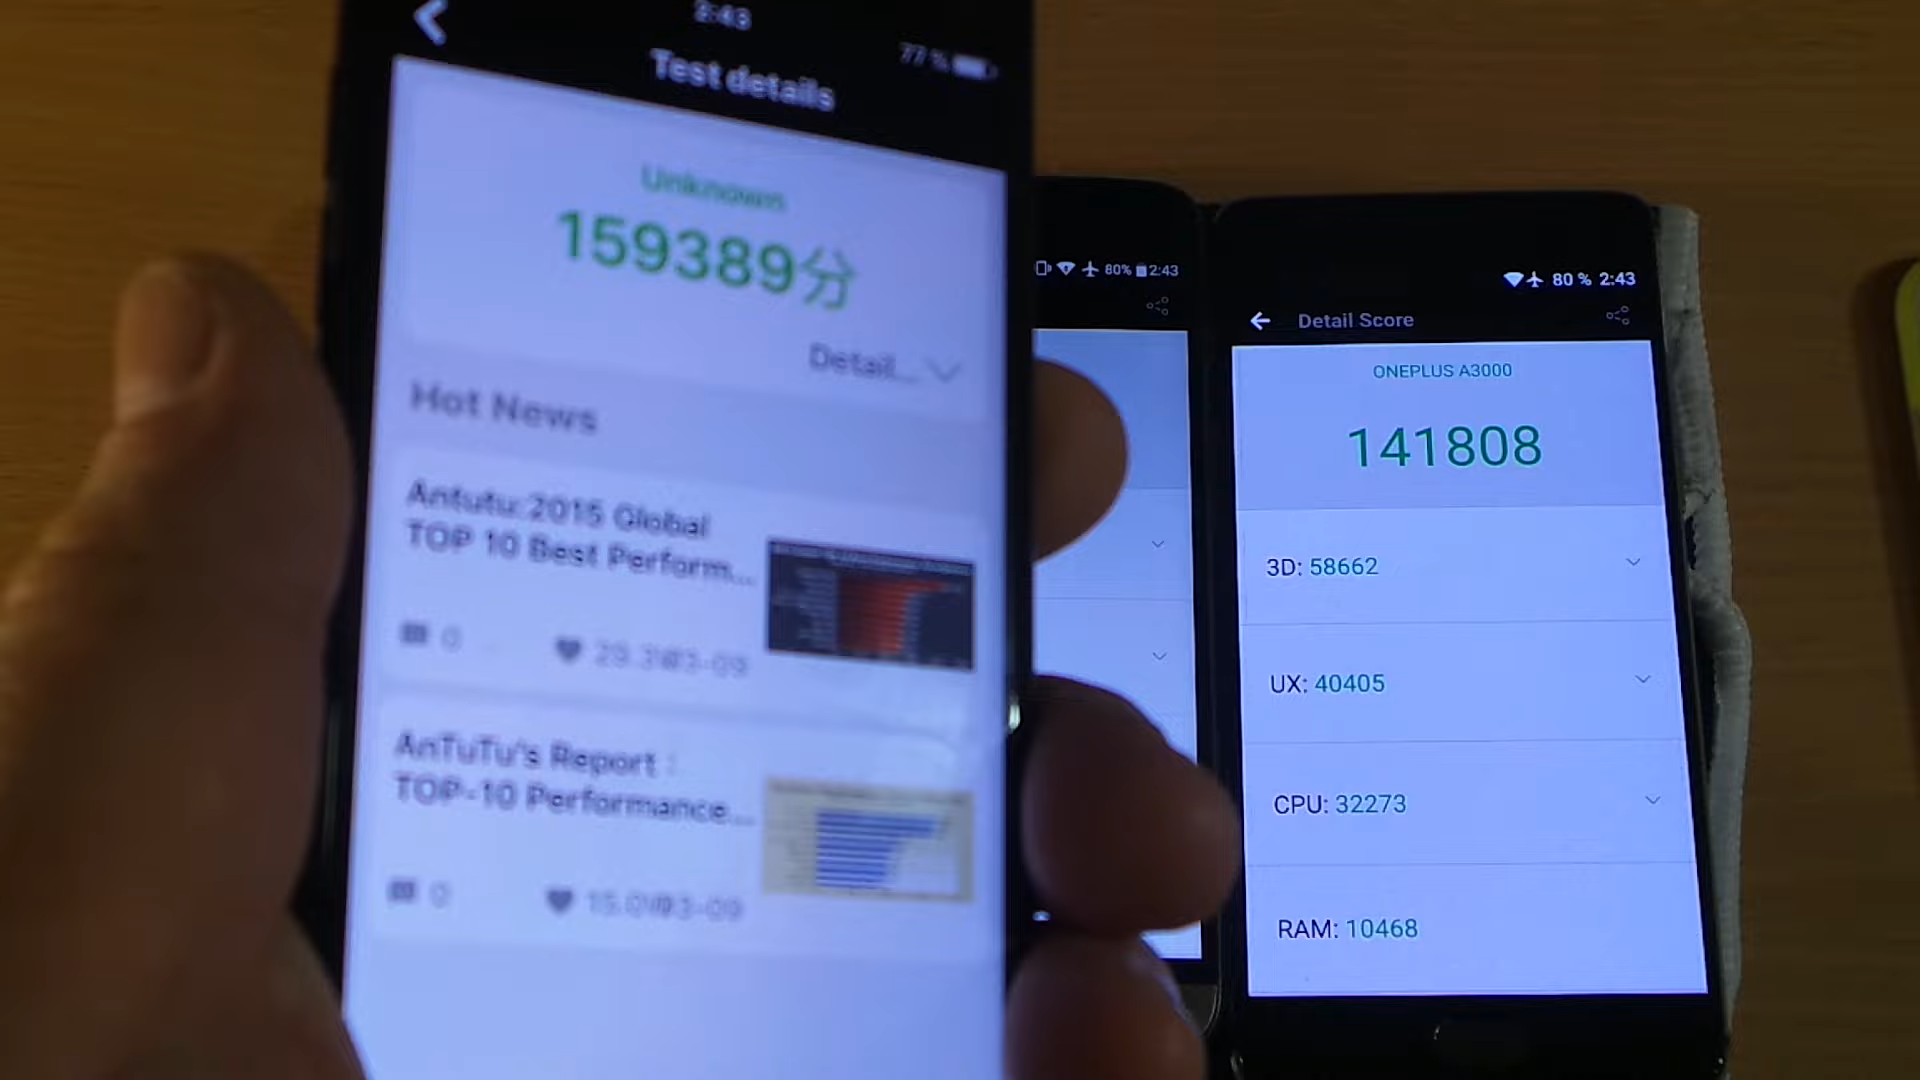 2:43
77 %
Test details
Unknown
159389分
Detail...
Hot News
Antutu:2015 Global
TOP 10 Best Perform...
0
AnTuTu's Report :
TOP-10 Performance...
0
80% 2:43
80 % 2:43
Detail Score
ONEPLUS A3000
141808
3D: 58662
UX: 40405
CPU: 32273
RAM: 10468